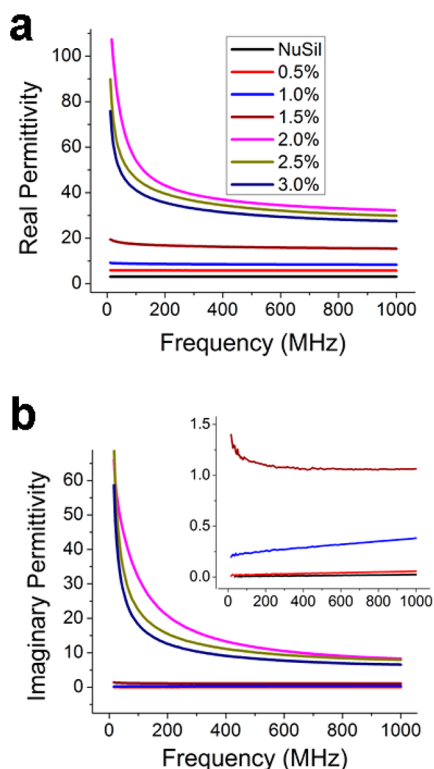 a
NuSil
0.5%
1.0%
1.5%
2.0%
2.5%
3.0%
100
80
60
40
20
0
Real Permittivity
0 200 400 600 800 1000
Frequency (MHz)
b
1.5
1.0
0.5
0.0
0 200 400 600 800 1000
60
50
40
30
20
10
0
Imaginary Permittivity
0 200 400 600 800 1000
Frequency (MHz)